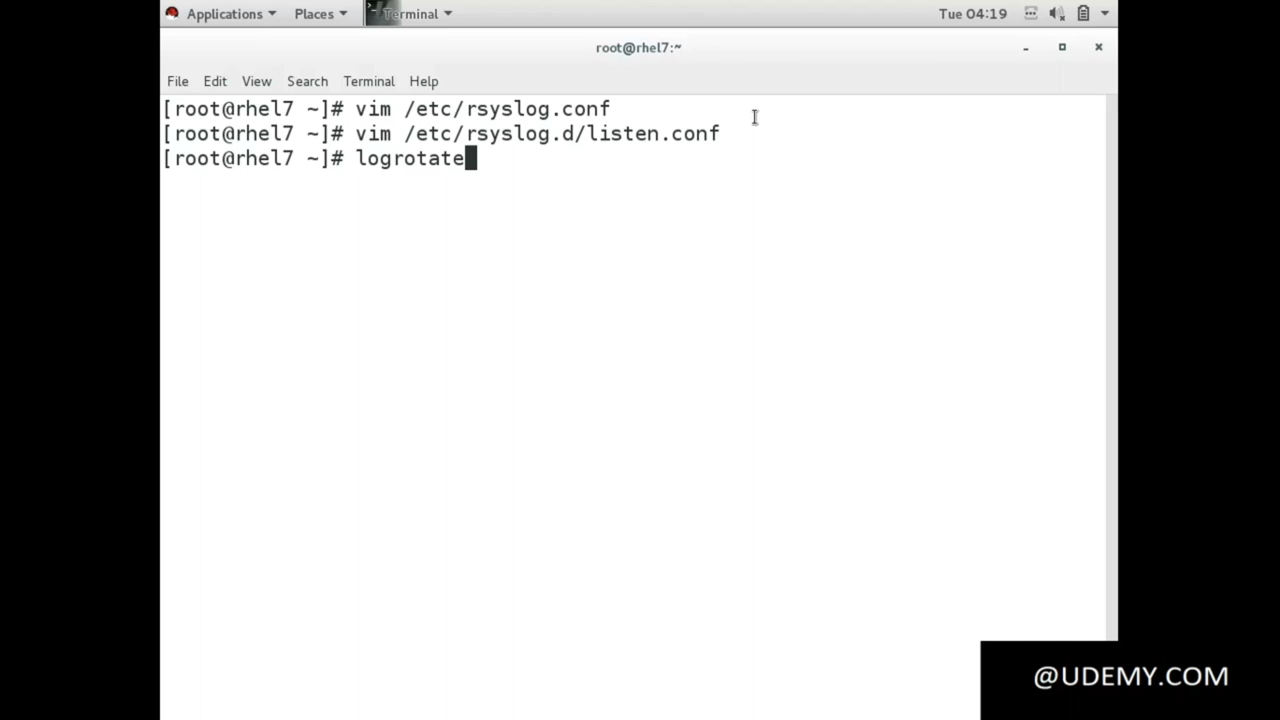 Applications Places Terminal Tue 04:19
root@rhel7:~
File Edit View Search Terminal Help
[root@rhel7 ~]# vim /etc/rsyslog.conf
[root@rhel7 ~]# vim /etc/rsyslog.d/listen.conf
[root@rhel7 ~]# logrotate
@UDEMY.COM